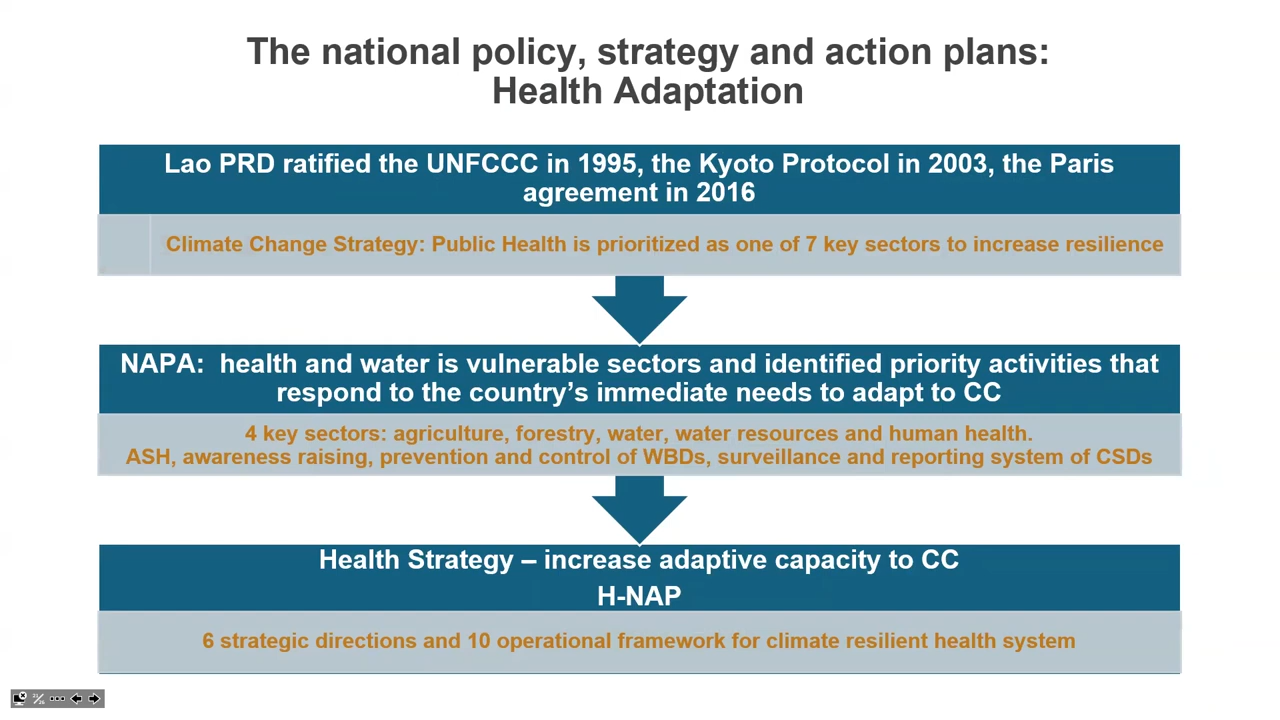 The national policy, strategy and action plans:
Health Adaptation
Lao PRD ratified the UNFCCC in 1995, the Kyoto Protocol in 2003, the Paris
agreement in 2016
Climate Change Strategy: Public Health is prioritized as one of 7 key sectors to increase resilience
NAPA:  health and water is vulnerable sectors and identified priority activities that
respond to the country’s immediate needs to adapt to CC
4 key sectors: agriculture, forestry, water, water resources and human health.
ASH, awareness raising, prevention and control of WBDs, surveillance and reporting system of CSDs
Health Strategy – increase adaptive capacity to CC
H-NAP
6 strategic directions and 10 operational framework for climate resilient health system